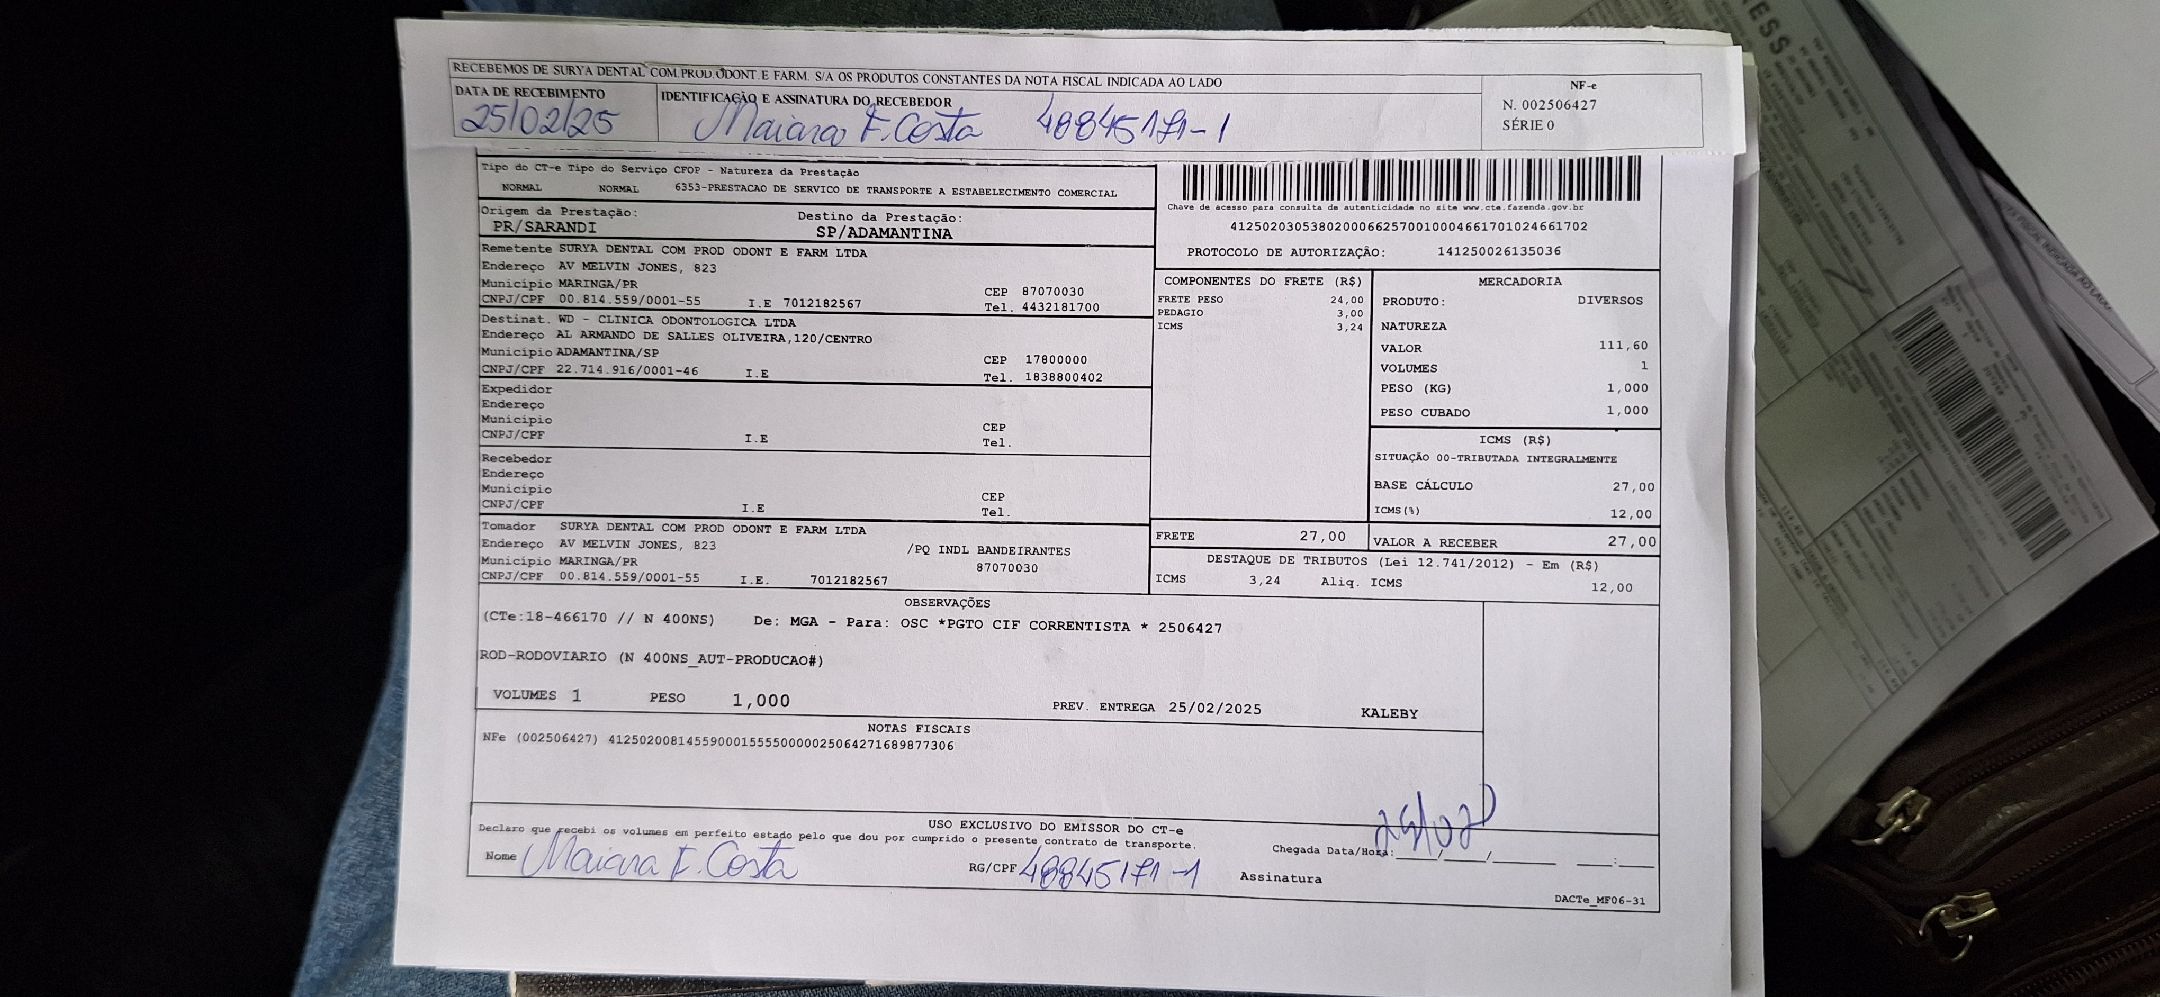 RECEBEMOS DE SURYA DENTAL COM.PROD.ODONT.E FARM. S/A OS PRODUTOS CONSTANTES DA NOTA FISCAL INDICADA AO LADO
DATA DE RECEBIMENTO IDENTIFICAÇÃO E ASSINATURA DO RECEBEDOR
25/02/25 Maiara F. Costa 48845171-1
NF-e
N. 002506427
SÉRIE 0
Tipo do CT-e Tipo do Serviço CFOP - Natureza da Prestação
NORMAL NORMAL 6353-PRESTACAO DE SERVICO DE TRANSPORTE A ESTABELECIMENTO COMERCIAL
Origem da Prestação: Destino da Prestação:
PR/SARANDI SP/ADAMANTINA
Chave de acesso para consulta de autenticidade no site www.cte.fazenda.gov.br
41250203053802000662570010004661701024661702
PROTOCOLO DE AUTORIZAÇÃO: 141250026135036
Remetente SURYA DENTAL COM PROD ODONT E FARM LTDA
Endereço AV MELVIN JONES, 823
Município MARINGA/PR CEP 87070030
CNPJ/CPF 00.814.559/0001-55 I.E 7012182567 Tel. 4432181700
Destinat. WD - CLINICA ODONTOLOGICA LTDA
Endereço AL ARMANDO DE SALLES OLIVEIRA,120/CENTRO
Município ADAMANTINA/SP CEP 17800000
CNPJ/CPF 22.714.916/0001-46 I.E Tel. 1838800402
Expedidor
Endereço
Município CEP
CNPJ/CPF I.E Tel.
Recebedor
Endereço
Município CEP
CNPJ/CPF I.E Tel.
Tomador SURYA DENTAL COM PROD ODONT E FARM LTDA
Endereço AV MELVIN JONES, 823 /PQ INDL BANDEIRANTES
Município MARINGA/PR 87070030
CNPJ/CPF 00.814.559/0001-55 I.E. 7012182567
COMPONENTES DO FRETE (R$)
FRETE PESO 24,00
PEDAGIO 3,00
ICMS 3,24
MERCADORIA
PRODUTO: DIVERSOS
NATUREZA
VALOR 111,60
VOLUMES 1
PESO (KG) 1,000
PESO CUBADO 1,000
ICMS (R$)
SITUAÇÃO 00-TRIBUTADA INTEGRALMENTE
BASE CÁLCULO 27,00
ICMS(%) 12,00
FRETE 27,00 VALOR A RECEBER 27,00
DESTAQUE DE TRIBUTOS (Lei 12.741/2012) - Em (R$)
ICMS 3,24 Aliq. ICMS 12,00
OBSERVAÇÕES
(CTe:18-466170 // N 400NS) De: MGA - Para: OSC *PGTO CIF CORRENTISTA * 2506427
ROD-RODOVIARIO (N 400NS_AUT-PRODUCAO#)
VOLUMES 1 PESO 1,000 PREV. ENTREGA 25/02/2025 KALEBY
NOTAS FISCAIS
NFe (002506427) 41250200814559000155550000025064271689877306
USO EXCLUSIVO DO EMISSOR DO CT-e
Declaro que recebi os volumes em perfeito estado pelo que dou por cumprido o presente contrato de transporte.
Chegada Data/Hora: __/__/____ __:__
Nome Maiara F. Costa RG/CPF 48845171-1 Assinatura
DACTe_MF06-31